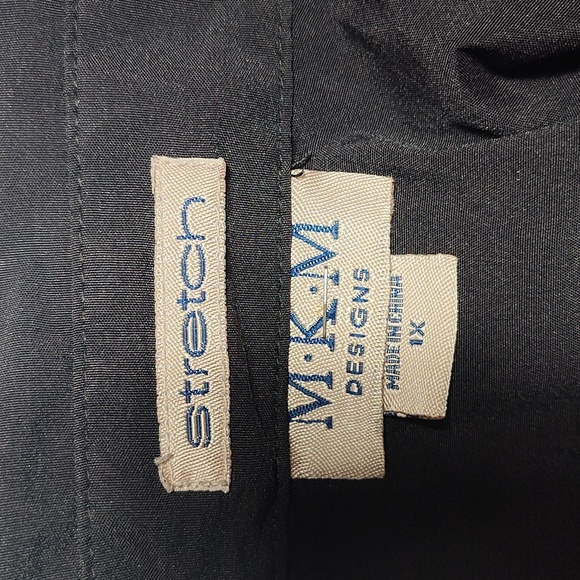 stretch
M·K·M
DESIGNS
MADE IN CHINA
1X